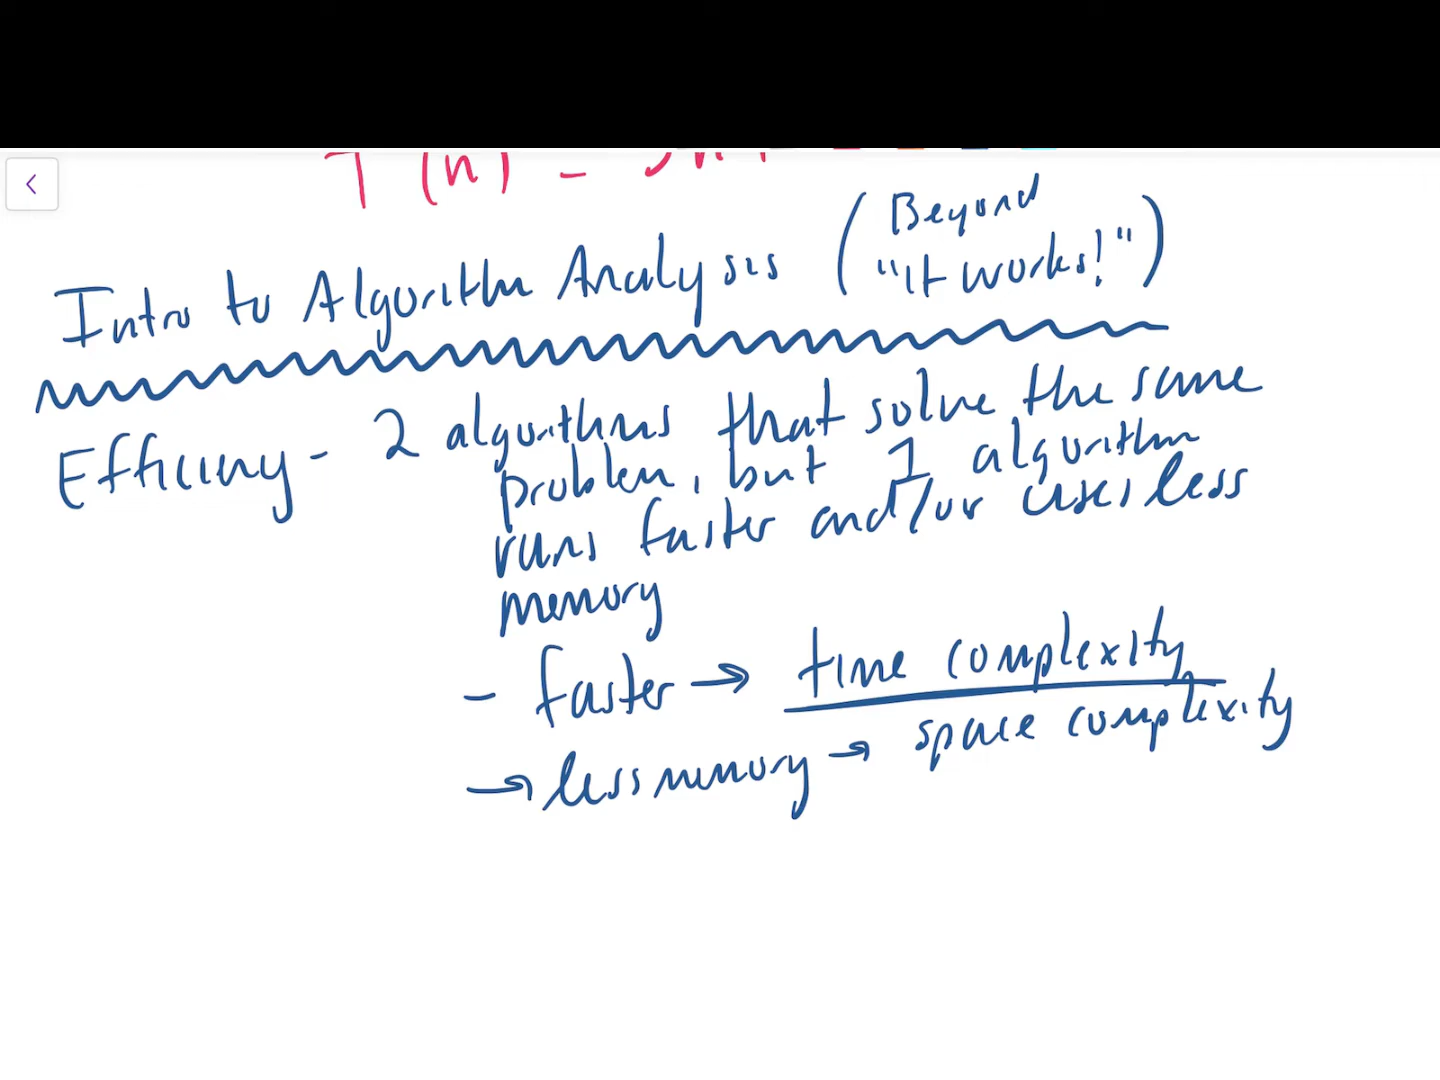 T(n) =
Intro to Algorithm Analysis (Beyond "It works!")
Efficiency - 2 algorithms that solve the same
problem, but 1 algorithm
runs faster and/or uses less
memory
- faster → time complexity
→ less memory → space complexity